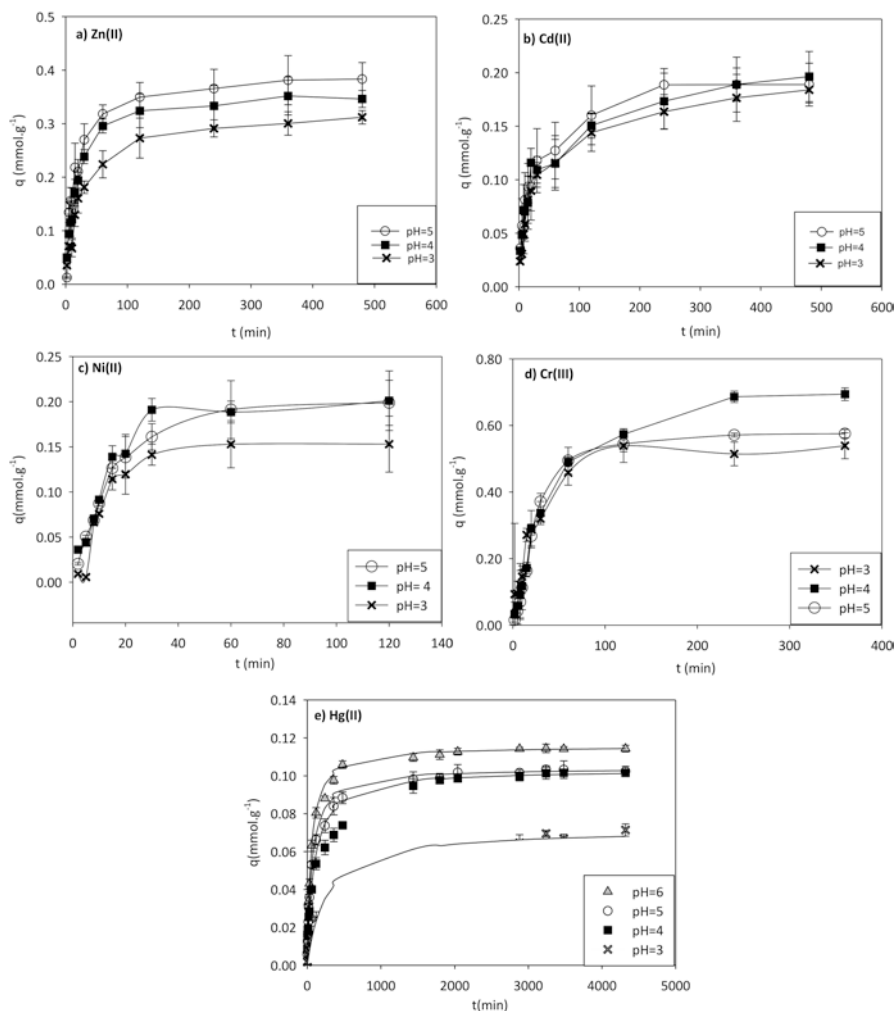 a) Zn(II)
0.5
0.4
0.3
0.2
0.1
0.0
q (mmol.g⁻¹)
pH=5
pH=4
pH=3
0 100 200 300 400 500 600
t (min)
b) Cd(II)
0.25
0.20
0.15
0.10
0.05
0.00
q (mmol.g⁻¹)
pH=5
pH=4
pH=3
0 100 200 300 400 500 600
t (min)
c) Ni(II)
0.25
0.20
0.15
0.10
0.05
0.00
q(mmol.g⁻¹)
pH=5
pH= 4
pH=3
0 20 40 60 80 100 120 140
t (min)
d) Cr(III)
0.80
0.60
0.40
0.20
0.00
q (mmol.g⁻¹)
pH=3
pH=4
pH=5
0 100 200 300 400
t (min)
e) Hg(II)
0.14
0.12
0.10
0.08
0.06
0.04
0.02
0.00
q(mmol.g⁻¹)
pH=6
pH=5
pH=4
pH=3
0 1000 2000 3000 4000 5000
t(min)